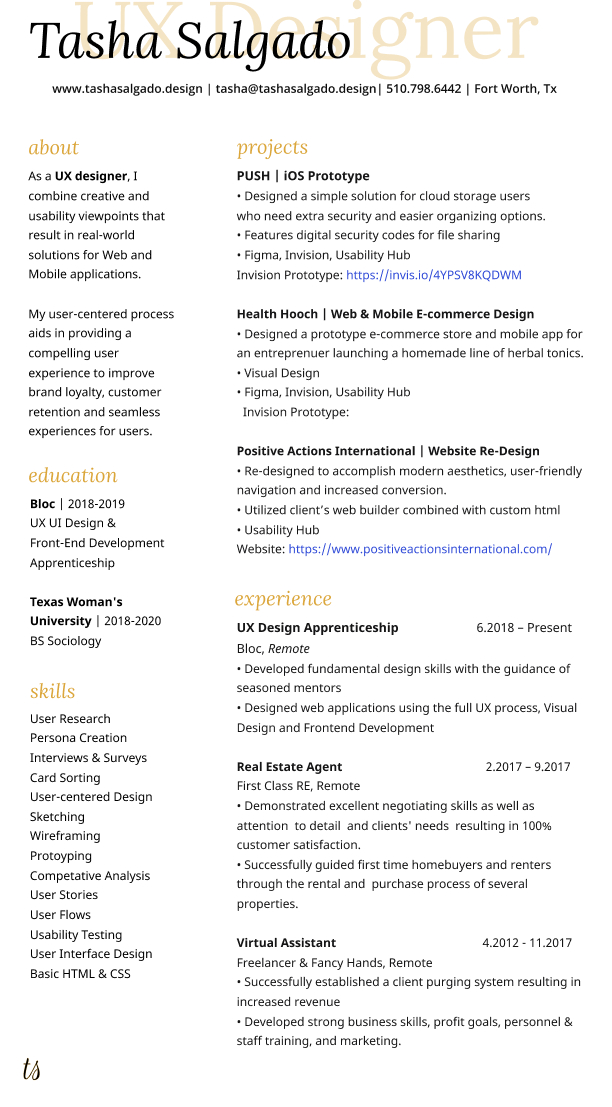 UX Designer
Tasha Salgado
www.tashasalgado.design | tasha@tashasalgado.design| 510.798.6442 | Fort Worth, Tx
about
As a UX designer, I
combine creative and
usability viewpoints that
result in real-world
solutions for Web and
Mobile applications.
My user-centered process
aids in providing a
compelling user
experience to improve
brand loyalty, customer
retention and seamless
experiences for users.
education
Bloc | 2018-2019
UX UI Design &
Front-End Development
Apprenticeship
Texas Woman's
University | 2018-2020
BS Sociology
skills
User Research
Persona Creation
Interviews & Surveys
Card Sorting
User-centered Design
Sketching
Wireframing
Protoyping
Competative Analysis
User Stories
User Flows
Usability Testing
User Interface Design
Basic HTML & CSS
ts
projects
PUSH | iOS Prototype
• Designed a simple solution for cloud storage users
who need extra security and easier organizing options.
• Features digital security codes for file sharing
• Figma, Invision, Usability Hub
Invision Prototype: https://invis.io/4YPSV8KQDWM
Health Hooch | Web & Mobile E-commerce Design
• Designed a prototype e-commerce store and mobile app for
an entreprenuer launching a homemade line of herbal tonics.
• Visual Design
• Figma, Invision, Usability Hub
Invision Prototype:
Positive Actions International | Website Re-Design
• Re-designed to accomplish modern aesthetics, user-friendly
navigation and increased conversion.
• Utilized client's web builder combined with custom html
• Usability Hub
Website: https://www.positiveactionsinternational.com/
experience
UX Design Apprenticeship 6.2018 – Present
Bloc, Remote
• Developed fundamental design skills with the guidance of
seasoned mentors
• Designed web applications using the full UX process, Visual
Design and Frontend Development
Real Estate Agent 2.2017 – 9.2017
First Class RE, Remote
• Demonstrated excellent negotiating skills as well as
attention to detail and clients' needs resulting in 100%
customer satisfaction.
• Successfully guided first time homebuyers and renters
through the rental and purchase process of several
properties.
Virtual Assistant 4.2012 - 11.2017
Freelancer & Fancy Hands, Remote
• Successfully established a client purging system resulting in
increased revenue
• Developed strong business skills, profit goals, personnel &
staff training, and marketing.